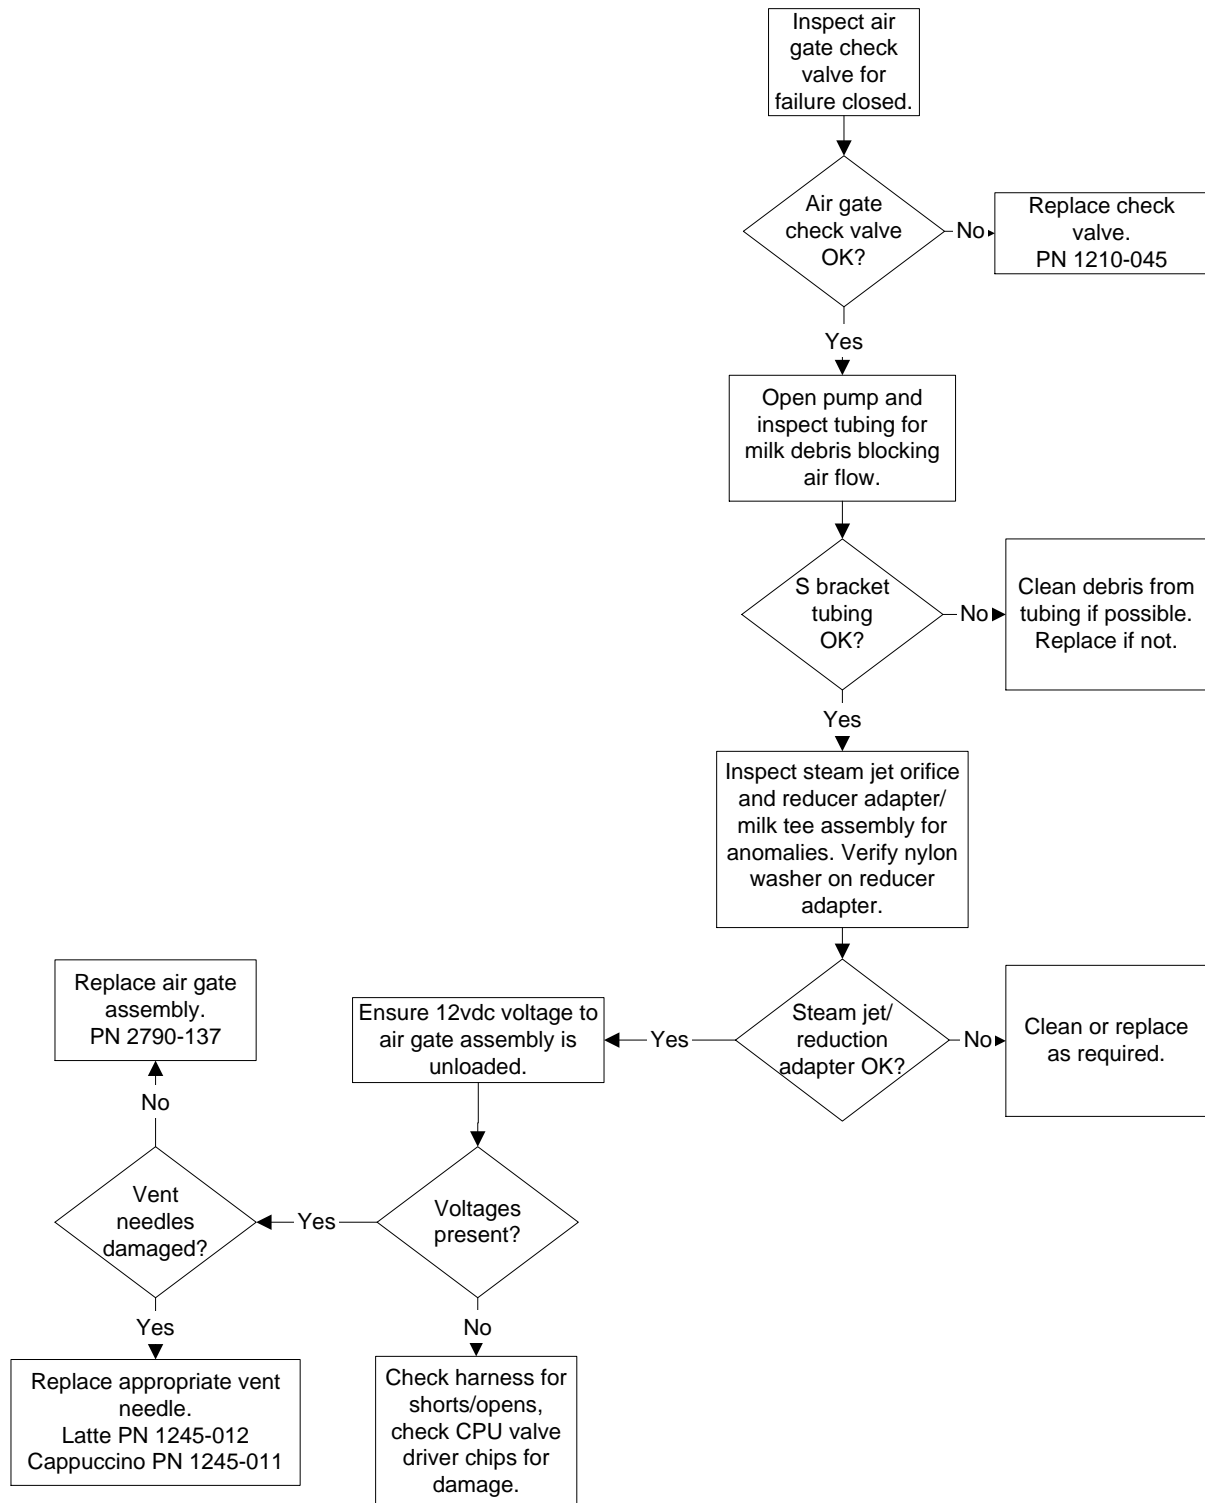 Inspect air
gate check
valve for
failure closed.
Air gate
check valve
OK?
No
Replace check
valve.
PN 1210-045
Yes
Open pump and
inspect tubing for
milk debris blocking
air flow.
S bracket
tubing
OK?
No
Clean debris from
tubing if possible.
Replace if not.
Yes
Inspect steam jet orifice
and reducer adapter/
milk tee assembly for
anomalies. Verify nylon
washer on reducer
adapter.
Steam jet/
reduction
adapter OK?
No
Clean or replace
as required.
Yes
Ensure 12vdc voltage to
air gate assembly is
unloaded.
Voltages
present?
No
Check harness for
shorts/opens,
check CPU valve
driver chips for
damage.
Yes
Vent
needles
damaged?
No
Replace air gate
assembly.
PN 2790-137
Yes
Replace appropriate vent
needle.
Latte PN 1245-012
Cappuccino PN 1245-011